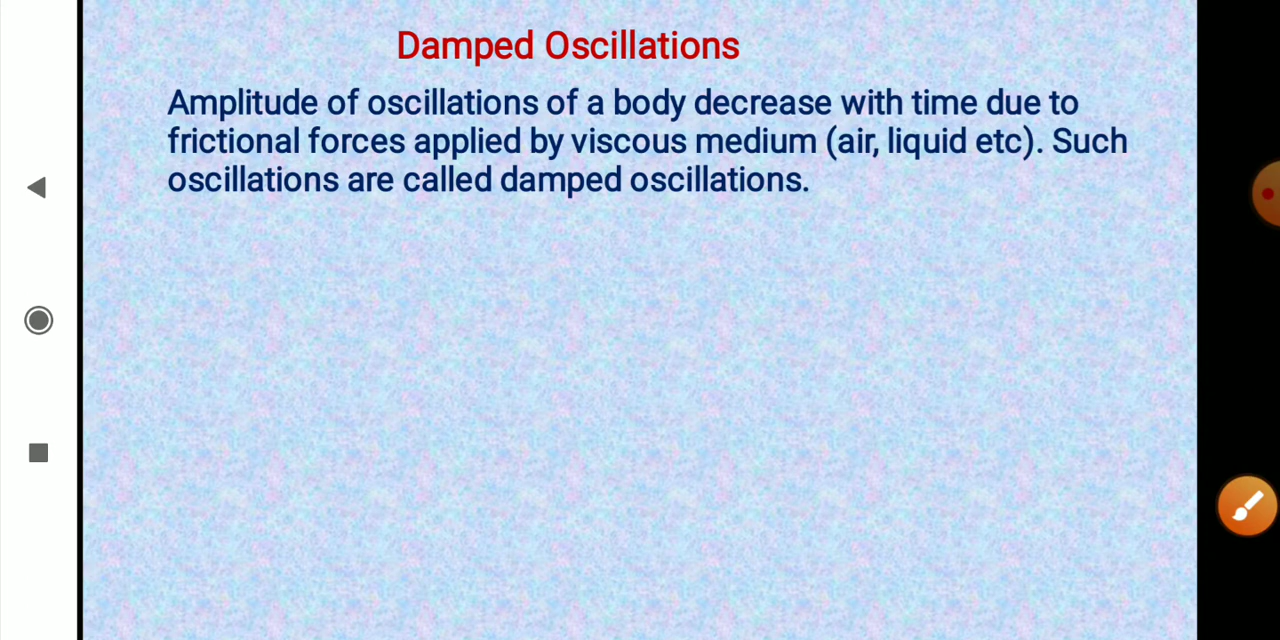 Damped Oscillations
Amplitude of oscillations of a body decrease with time due to
frictional forces applied by viscous medium (air, liquid etc). Such
oscillations are called damped oscillations.